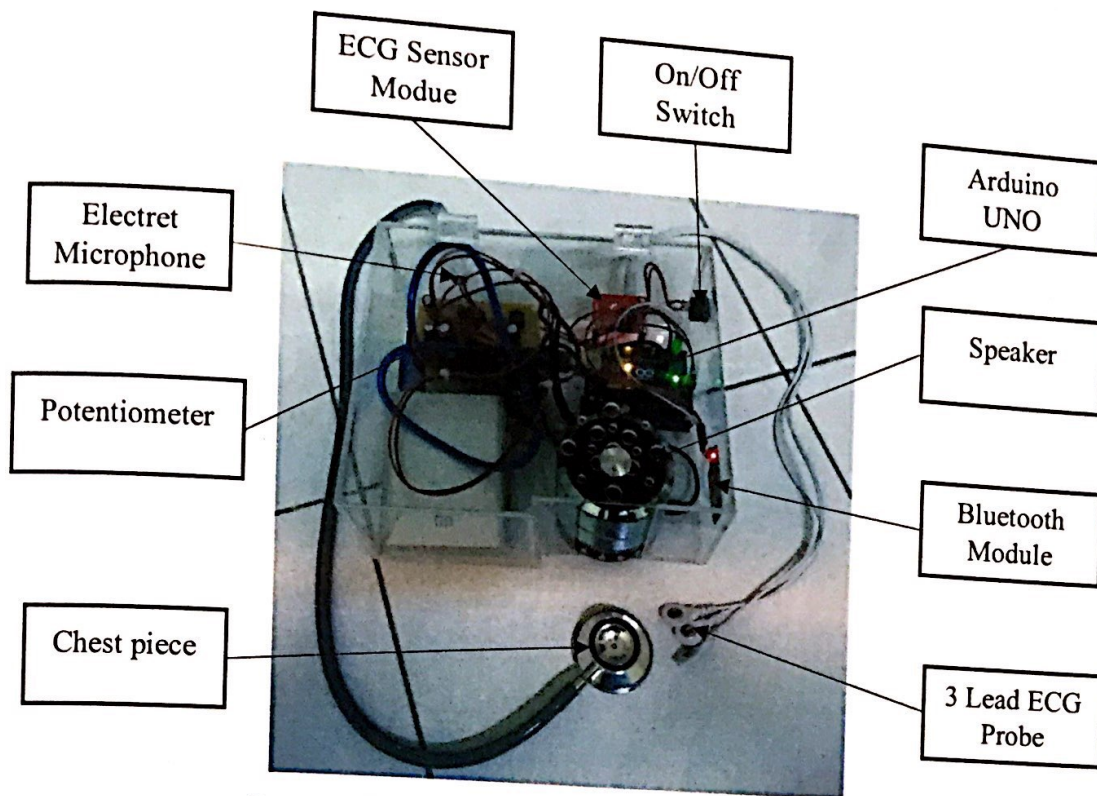 ECG Sensor
Modue
On/Off
Switch
Arduino
UNO
Electret
Microphone
Speaker
Potentiometer
Bluetooth
Module
Chest piece
3 Lead ECG
Probe